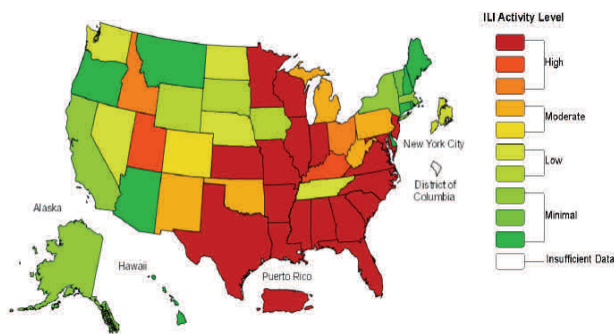 ILI Activity Level
High
Moderate
Low
Minimal
Insufficient Data
New York City
District of
Columbia
Alaska
Hawaii
Puerto Rico